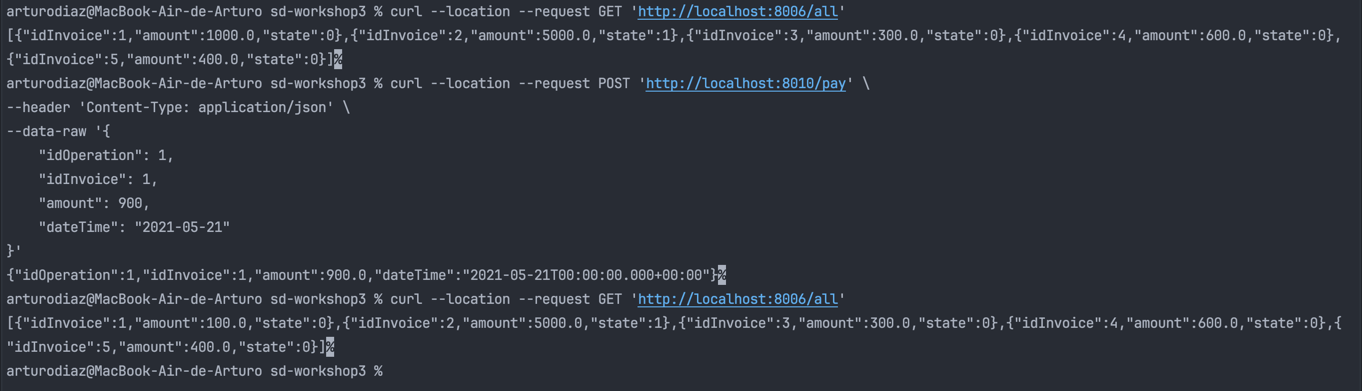 arturodiaz@MacBook-Air-de-Arturo sd-workshop3 % curl --location --request GET 'http://localhost:8006/all'
[{"idInvoice":1,"amount":1000.0,"state":0},{"idInvoice":2,"amount":5000.0,"state":1},{"idInvoice":3,"amount":300.0,"state":0},{"idInvoice":4,"amount":600.0,"state":0},
{"idInvoice":5,"amount":400.0,"state":0}]%
arturodiaz@MacBook-Air-de-Arturo sd-workshop3 % curl --location --request POST 'http://localhost:8010/pay' \
--header 'Content-Type: application/json' \
--data-raw '{
    "idOperation": 1,
    "idInvoice": 1,
    "amount": 900,
    "dateTime": "2021-05-21"
}'
{"idOperation":1,"idInvoice":1,"amount":900.0,"dateTime":"2021-05-21T00:00:00.000+00:00"}%
arturodiaz@MacBook-Air-de-Arturo sd-workshop3 % curl --location --request GET 'http://localhost:8006/all'
[{"idInvoice":1,"amount":100.0,"state":0},{"idInvoice":2,"amount":5000.0,"state":1},{"idInvoice":3,"amount":300.0,"state":0},{"idInvoice":4,"amount":600.0,"state":0},{
"idInvoice":5,"amount":400.0,"state":0}]%
arturodiaz@MacBook-Air-de-Arturo sd-workshop3 %